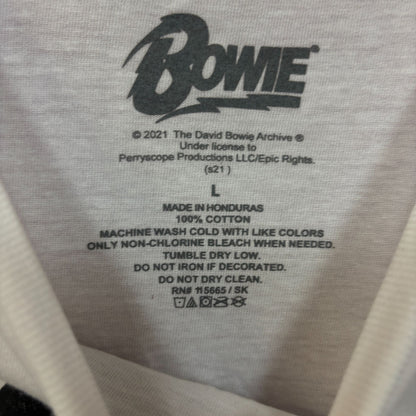 BOWIE®
© 2021 The David Bowie Archive ®
Under license to
Perryscope Productions LLC/Epic Rights.
(s21 )
L
MADE IN HONDURAS
100% COTTON
MACHINE WASH COLD WITH LIKE COLORS
ONLY NON-CHLORINE BLEACH WHEN NEEDED.
TUMBLE DRY LOW.
DO NOT IRON IF DECORATED.
DO NOT DRY CLEAN.
RN# 115665 / SK